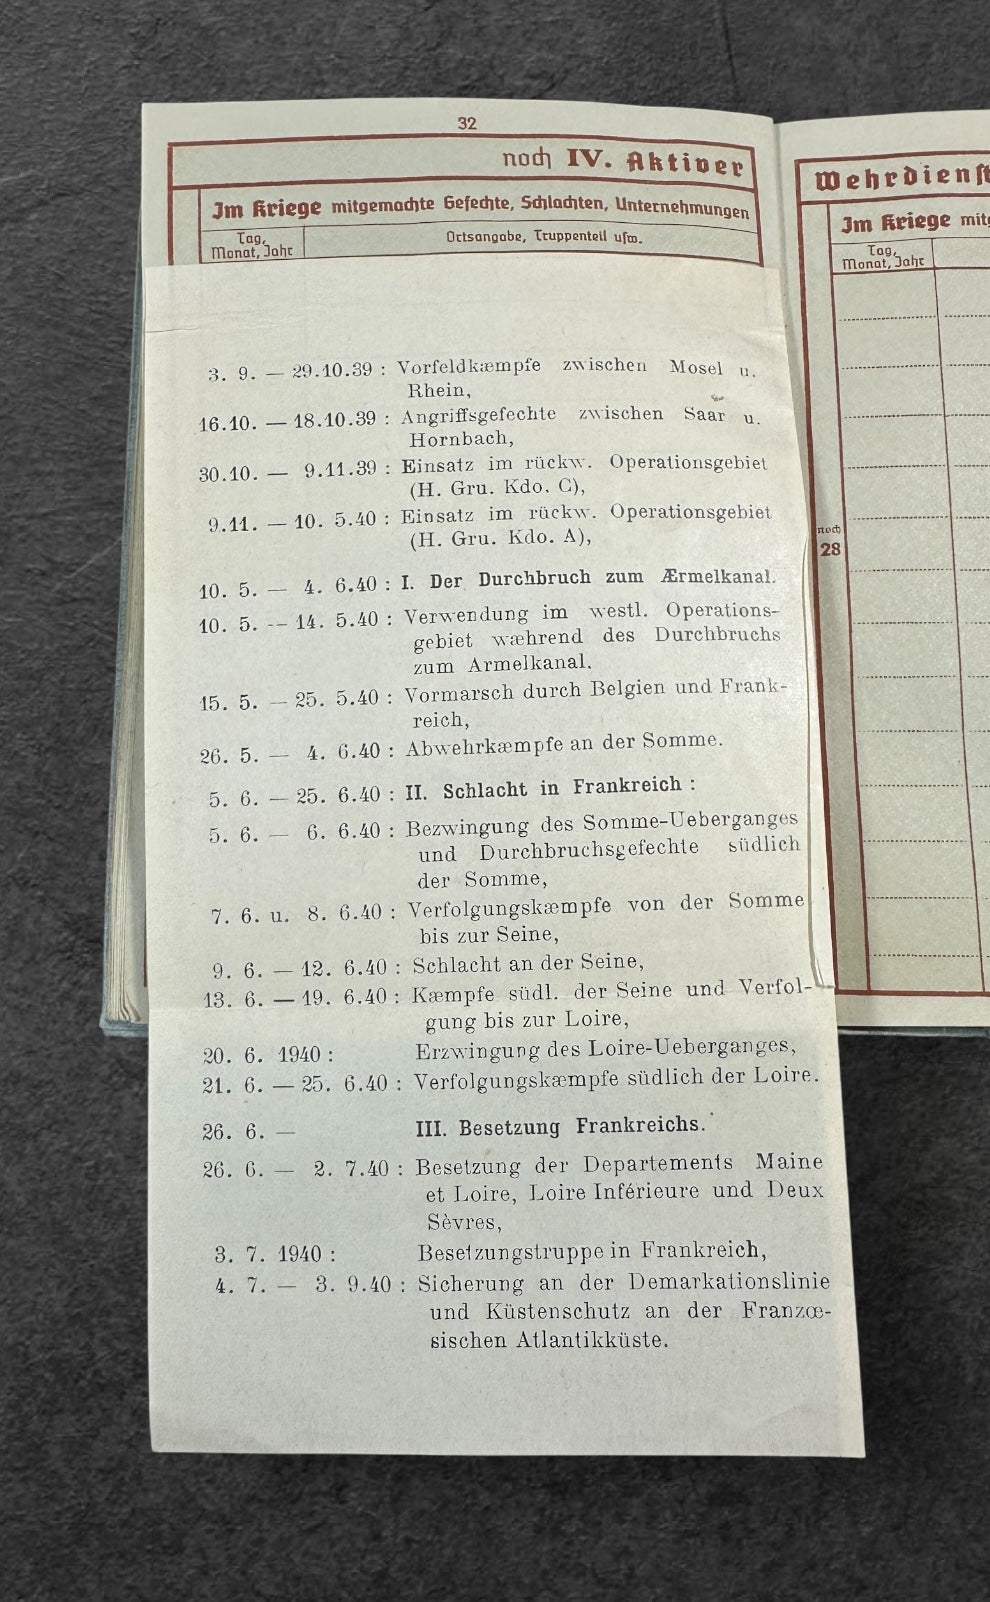 32
noch IV. Aktiver
Im Kriege mitgemachte Gefechte, Schlachten, Unternehmungen
Tag, Monat, Jahr
Ortsangabe, Truppenteil usw.
3. 9. — 29.10.39 : Vorfeldkæmpfe zwischen Mosel u.
Rhein,
16.10. — 18.10.39 : Angriffsgefechte zwischen Saar u.
Hornbach,
30.10. — 9.11.39 : Einsatz im rückw. Operationsgebiet
(H. Gru. Kdo. C),
9.11. — 10. 5.40 : Einsatz im rückw. Operationsgebiet
(H. Gru. Kdo. A),
10. 5. — 4. 6.40 : I. Der Durchbruch zum Ærmelkanal.
10. 5. -- 14. 5.40 : Verwendung im westl. Operations-
gebiet wæhrend des Durchbruchs
zum Armelkanal.
15. 5. — 25. 5.40 : Vormarsch durch Belgien und Frank-
reich,
26. 5. — 4. 6.40 : Abwehrkæmpfe an der Somme.
5. 6. — 25. 6.40 : II. Schlacht in Frankreich :
5. 6. — 6. 6.40 : Bezwingung des Somme-Ueberganges
und Durchbruchsgefechte südlich
der Somme,
7. 6. u. 8. 6.40 : Verfolgungskæmpfe von der Somme
bis zur Seine,
9. 6. — 12. 6.40 : Schlacht an der Seine,
13. 6. — 19. 6.40 : Kæmpfe südl. der Seine und Verfol-
gung bis zur Loire,
20. 6. 1940 : Erzwingung des Loire-Ueberganges,
21. 6. — 25. 6.40 : Verfolgungskæmpfe südlich der Loire.
26. 6. — III. Besetzung Frankreichs.
26. 6. — 2. 7.40 : Besetzung der Departements Maine
et Loire, Loire Inférieure und Deux
Sèvres,
3. 7. 1940 : Besetzungstruppe in Frankreich,
4. 7. — 3. 9.40 : Sicherung an der Demarkationslinie
und Küstenschutz an der Franzœ-
sischen Atlantikküste.
Wehrdienst
Im Kriege mitg
Tag, Monat, Jahr
noch
28